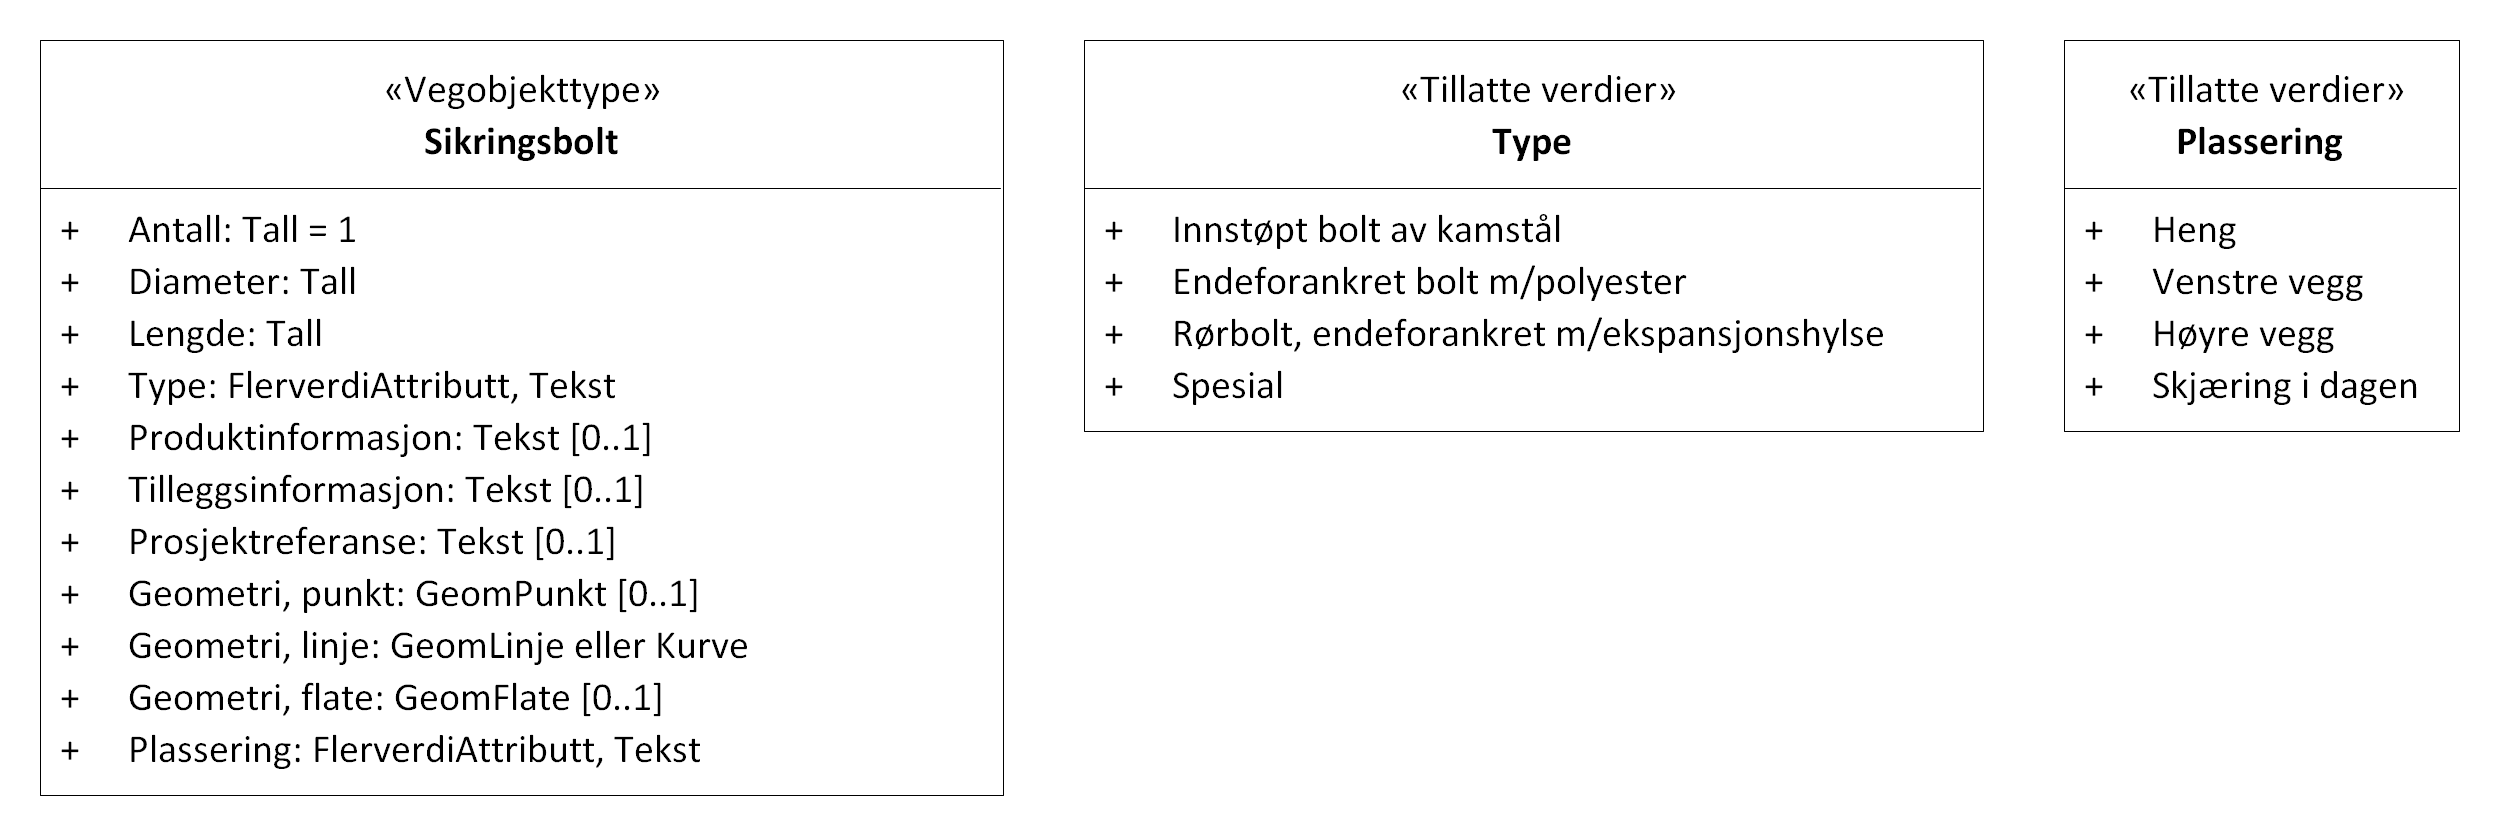 «Vegobjekttype»
Sikringsbolt
+ Antall: Tall = 1
+ Diameter: Tall
+ Lengde: Tall
+ Type: FlerverdiAttributt, Tekst
+ Produktinformasjon: Tekst [0..1]
+ Tilleggsinformasjon: Tekst [0..1]
+ Prosjektreferanse: Tekst [0..1]
+ Geometri, punkt: GeomPunkt [0..1]
+ Geometri, linje: GeomLinje eller Kurve
+ Geometri, flate: GeomFlate [0..1]
+ Plassering: FlerverdiAttributt, Tekst
«Tillatte verdier»
Type
+ Innstøpt bolt av kamstål
+ Endeforankret bolt m/polyester
+ Rørbolt, endeforankret m/ekspansjonshylse
+ Spesial
«Tillatte verdier»
Plassering
+ Heng
+ Venstre vegg
+ Høyre vegg
+ Skjæring i dagen